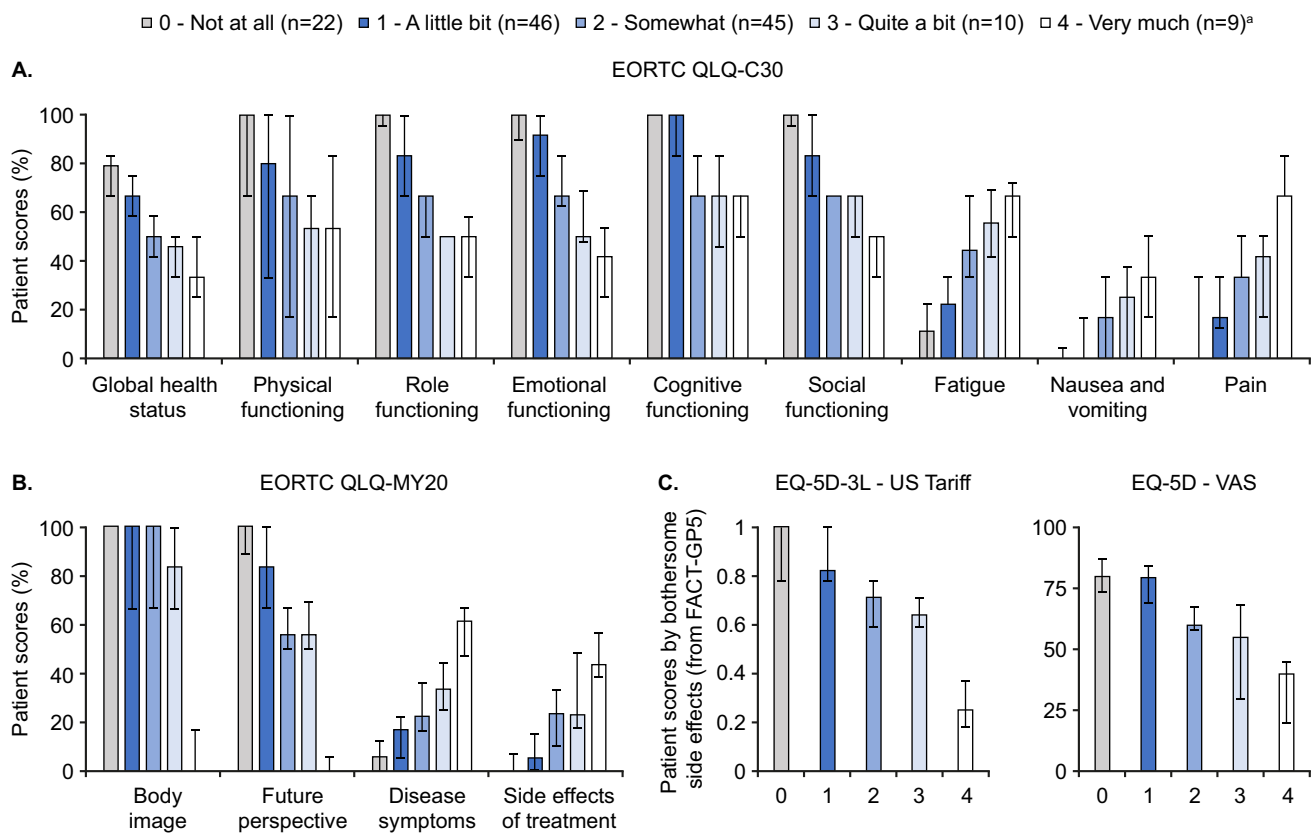 0 - Not at all (n=22) 1 - A little bit (n=46) 2 - Somewhat (n=45) 3 - Quite a bit (n=10) 4 - Very much (n=9)ᵃ
A.
EORTC QLQ-C30
Patient scores (%)
100
80
60
40
20
0
Global health status
Physical functioning
Role functioning
Emotional functioning
Cognitive functioning
Social functioning
Fatigue
Nausea and vomiting
Pain
B.
EORTC QLQ-MY20
Patient scores (%)
100
80
60
40
20
0
Body image
Future perspective
Disease symptoms
Side effects of treatment
C.
EQ-5D-3L - US Tariff
Patient scores by bothersome
side effects (from FACT-GP5)
1
0.8
0.6
0.4
0.2
0
0 1 2 3 4
EQ-5D - VAS
100
75
50
25
0
0 1 2 3 4